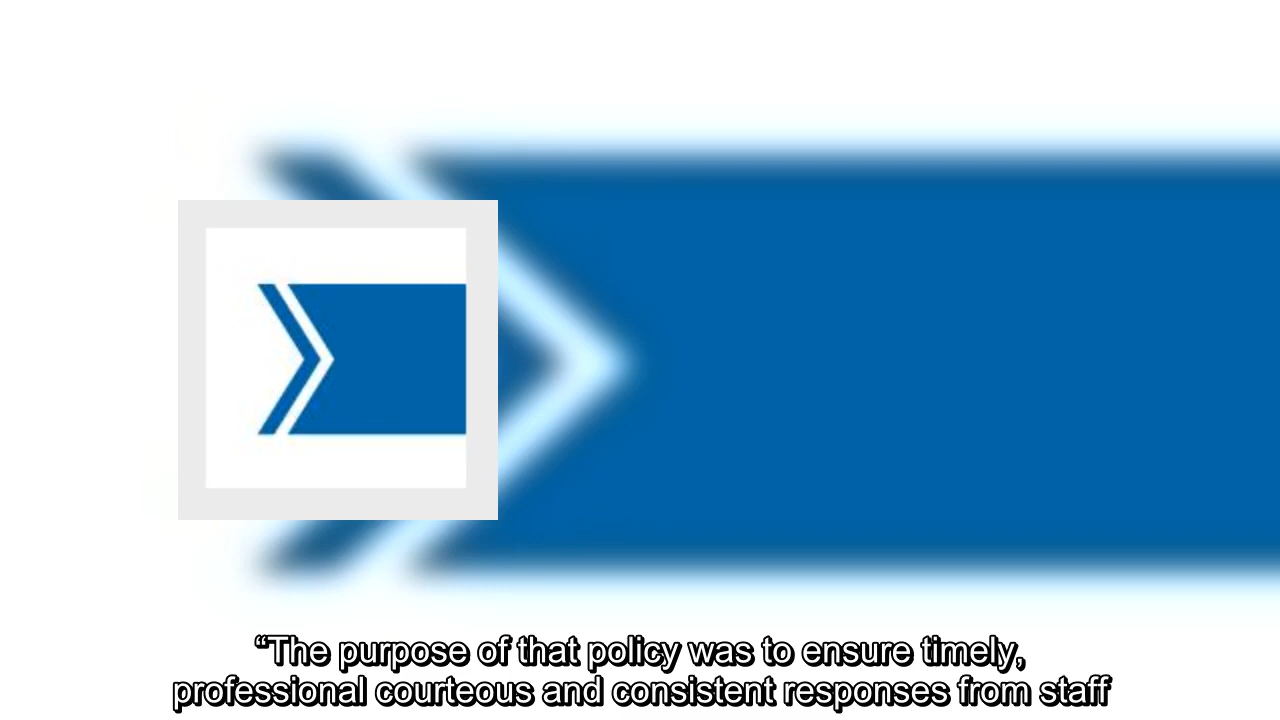 “The purpose of that policy was to ensure timely,
professional courteous and consistent responses from staff